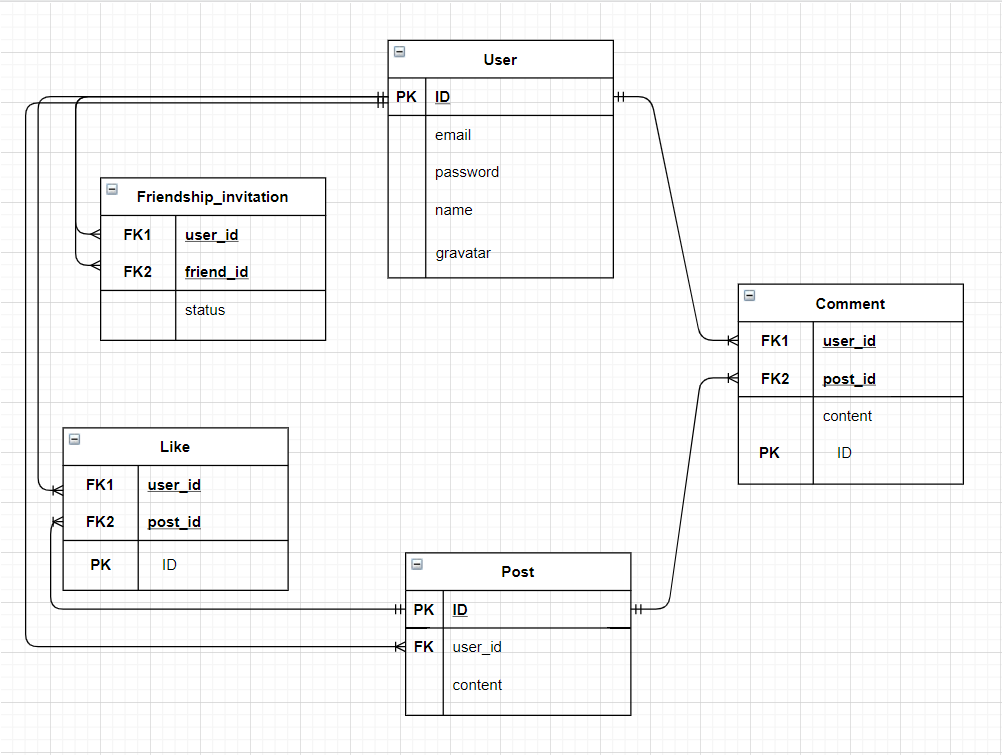 User
PK ID
email
password
name
gravatar
Friendship_invitation
FK1 user_id
FK2 friend_id
status
Comment
FK1 user_id
FK2 post_id
content
PK ID
Like
FK1 user_id
FK2 post_id
PK ID
Post
PK ID
FK user_id
content